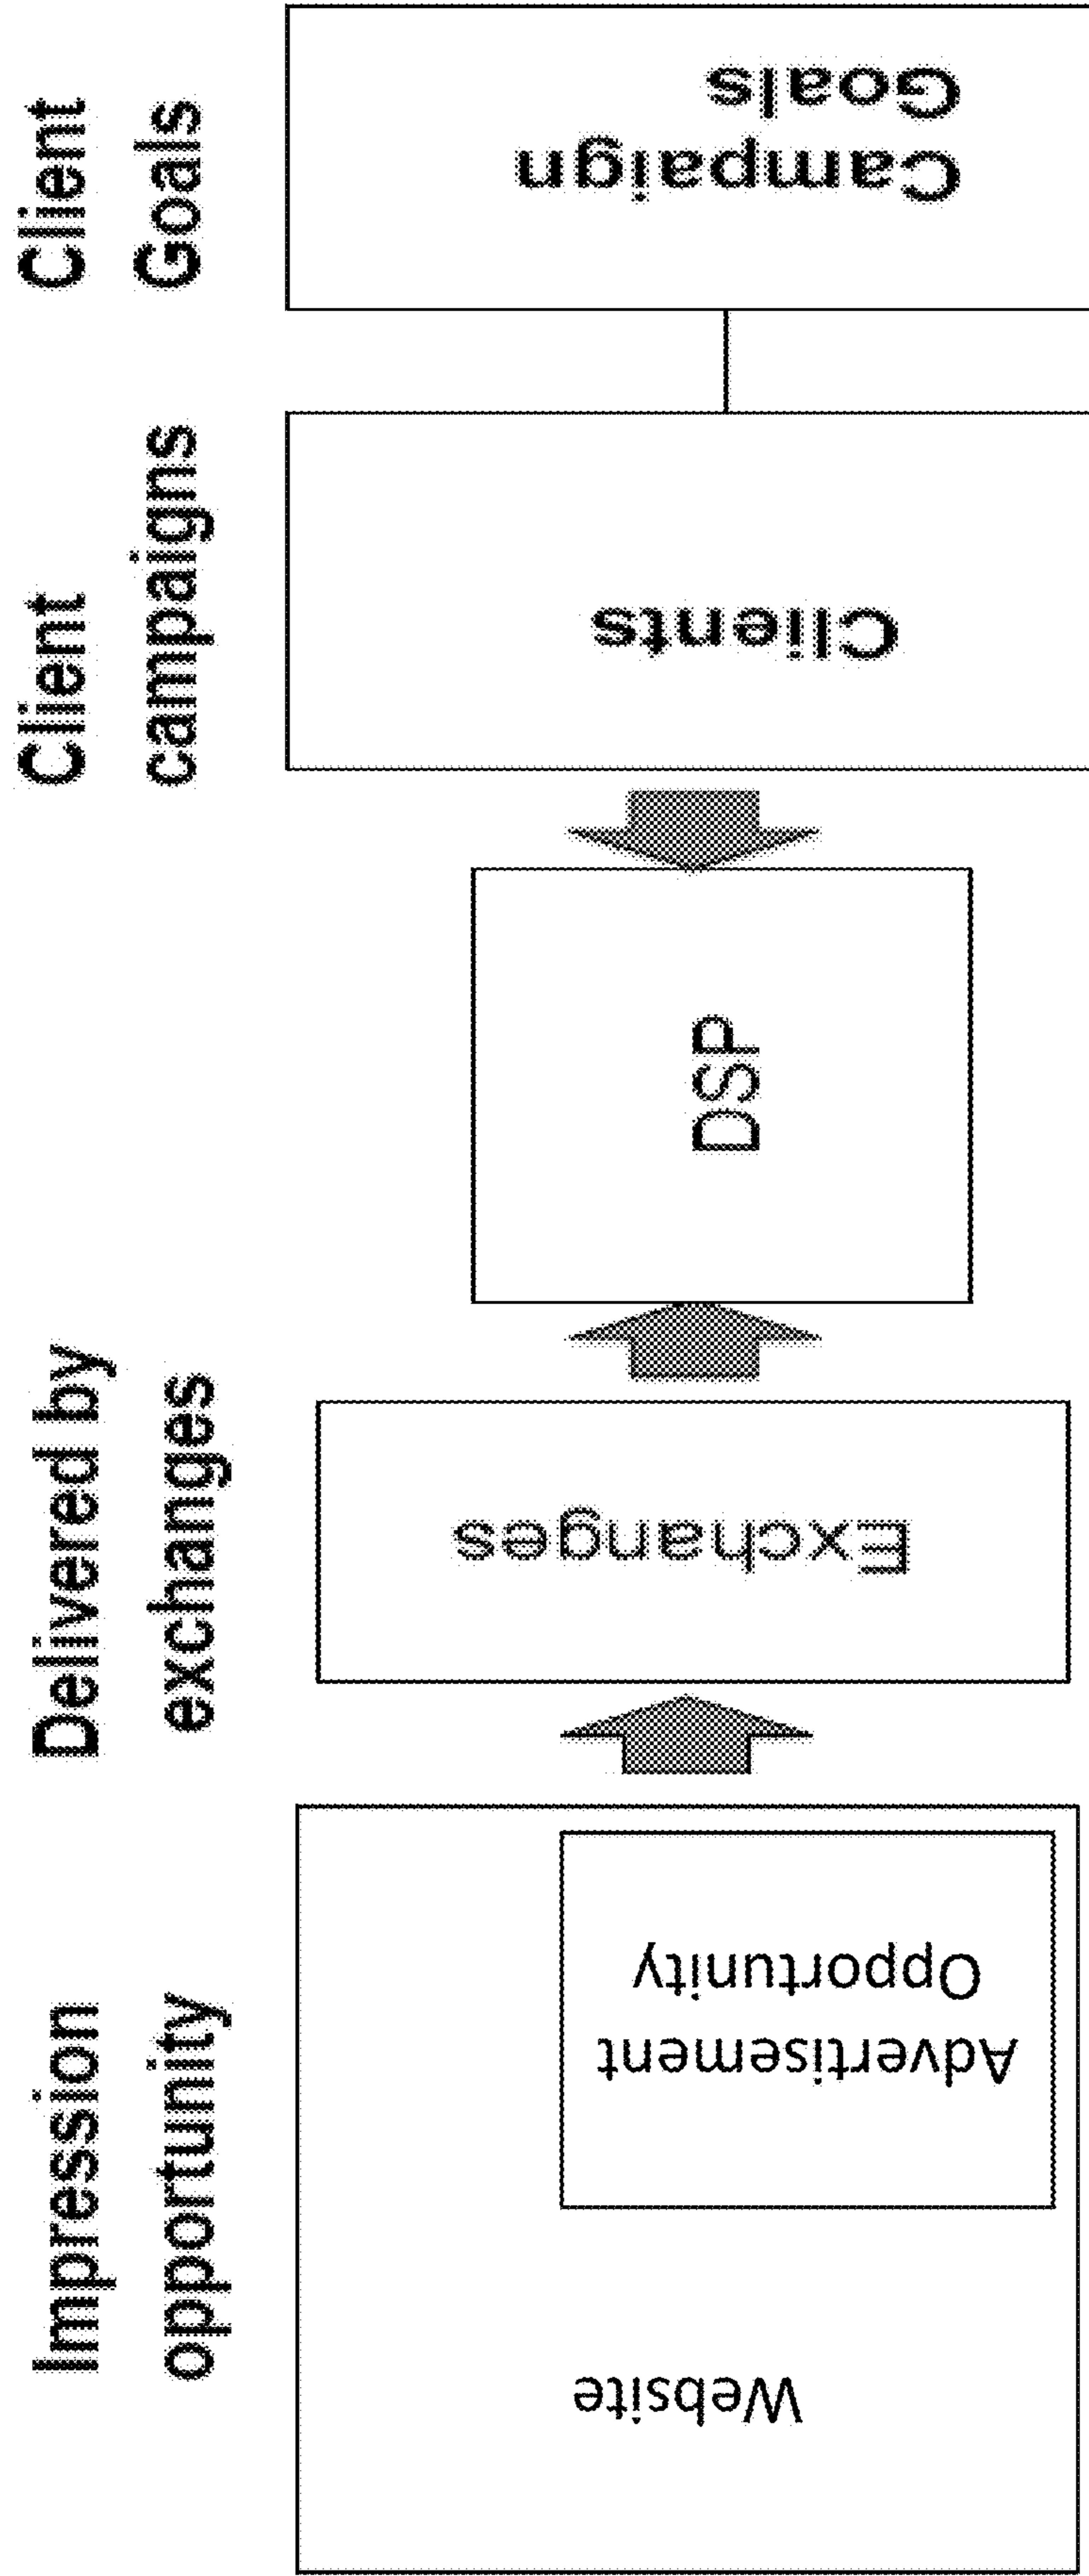 Impression
opportunity
Delivered by
exchanges
Client
campaigns
Client
Goals
Website
Advertisement
Opportunity
Exchanges
DSP
Clients
Campaign
Goals